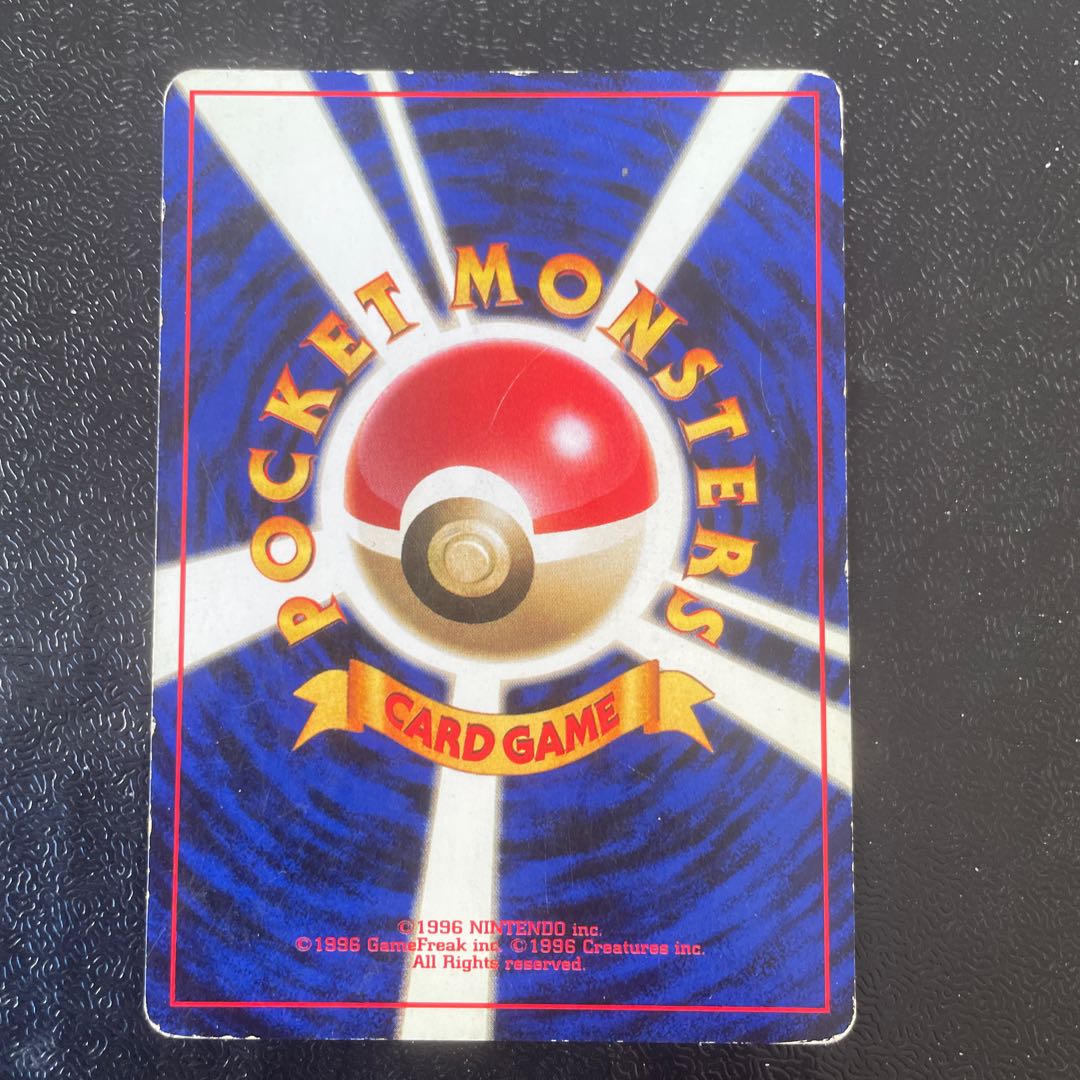 POCKET MONSTERS
CARD GAME
©1996 NINTENDO inc.
©1996 GameFreak inc. ©1996 Creatures inc.
All Rights reserved.